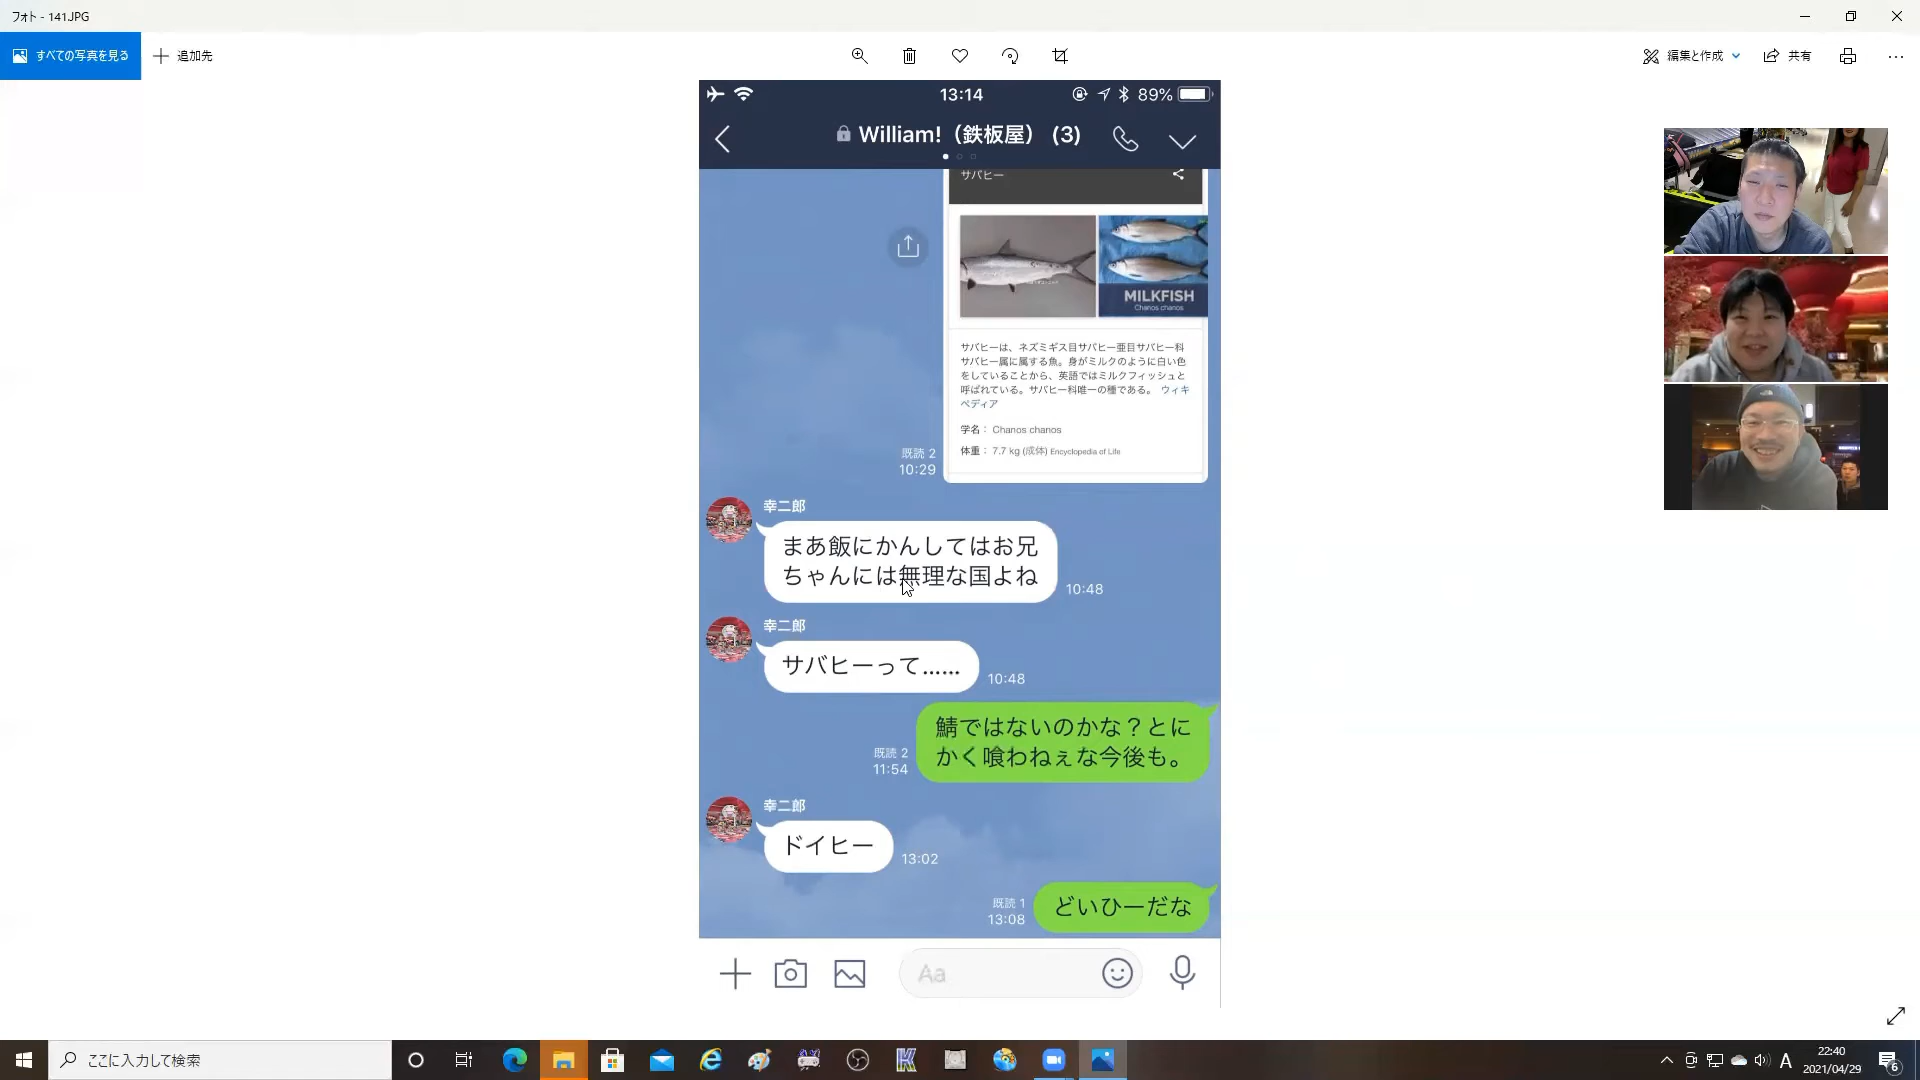 フォト - 141.JPG
すべての写真を見る
追加先
編集と作成
共有
13:14
89%
William!（鉄板屋） (3)
サバヒー
MILKFISH
Chanos chanos
サバヒーは、ネズミギス目サバヒー亜目サバヒー科
サバヒー属に属する魚。身がミルクのように白い色
をしていることから、英語ではミルクフィッシュと
呼ばれている。サバヒー科唯一の種である。 ウィキ
ペディア
学名： Chanos chanos
体重： 7.7 kg (成体) Encyclopedia of Life
既読 2
10:29
幸二郎
まあ飯にかんしてはお兄
ちゃんには無理な国よね
10:48
幸二郎
サバヒーって……
10:48
鯖ではないのかな？とに
かく喰わねぇな今後も。
既読 2
11:54
幸二郎
ドイヒー
13:02
どいひーだな
既読 1
13:08
Aa
ここに入力して検索
A
22:40
2021/04/29
6